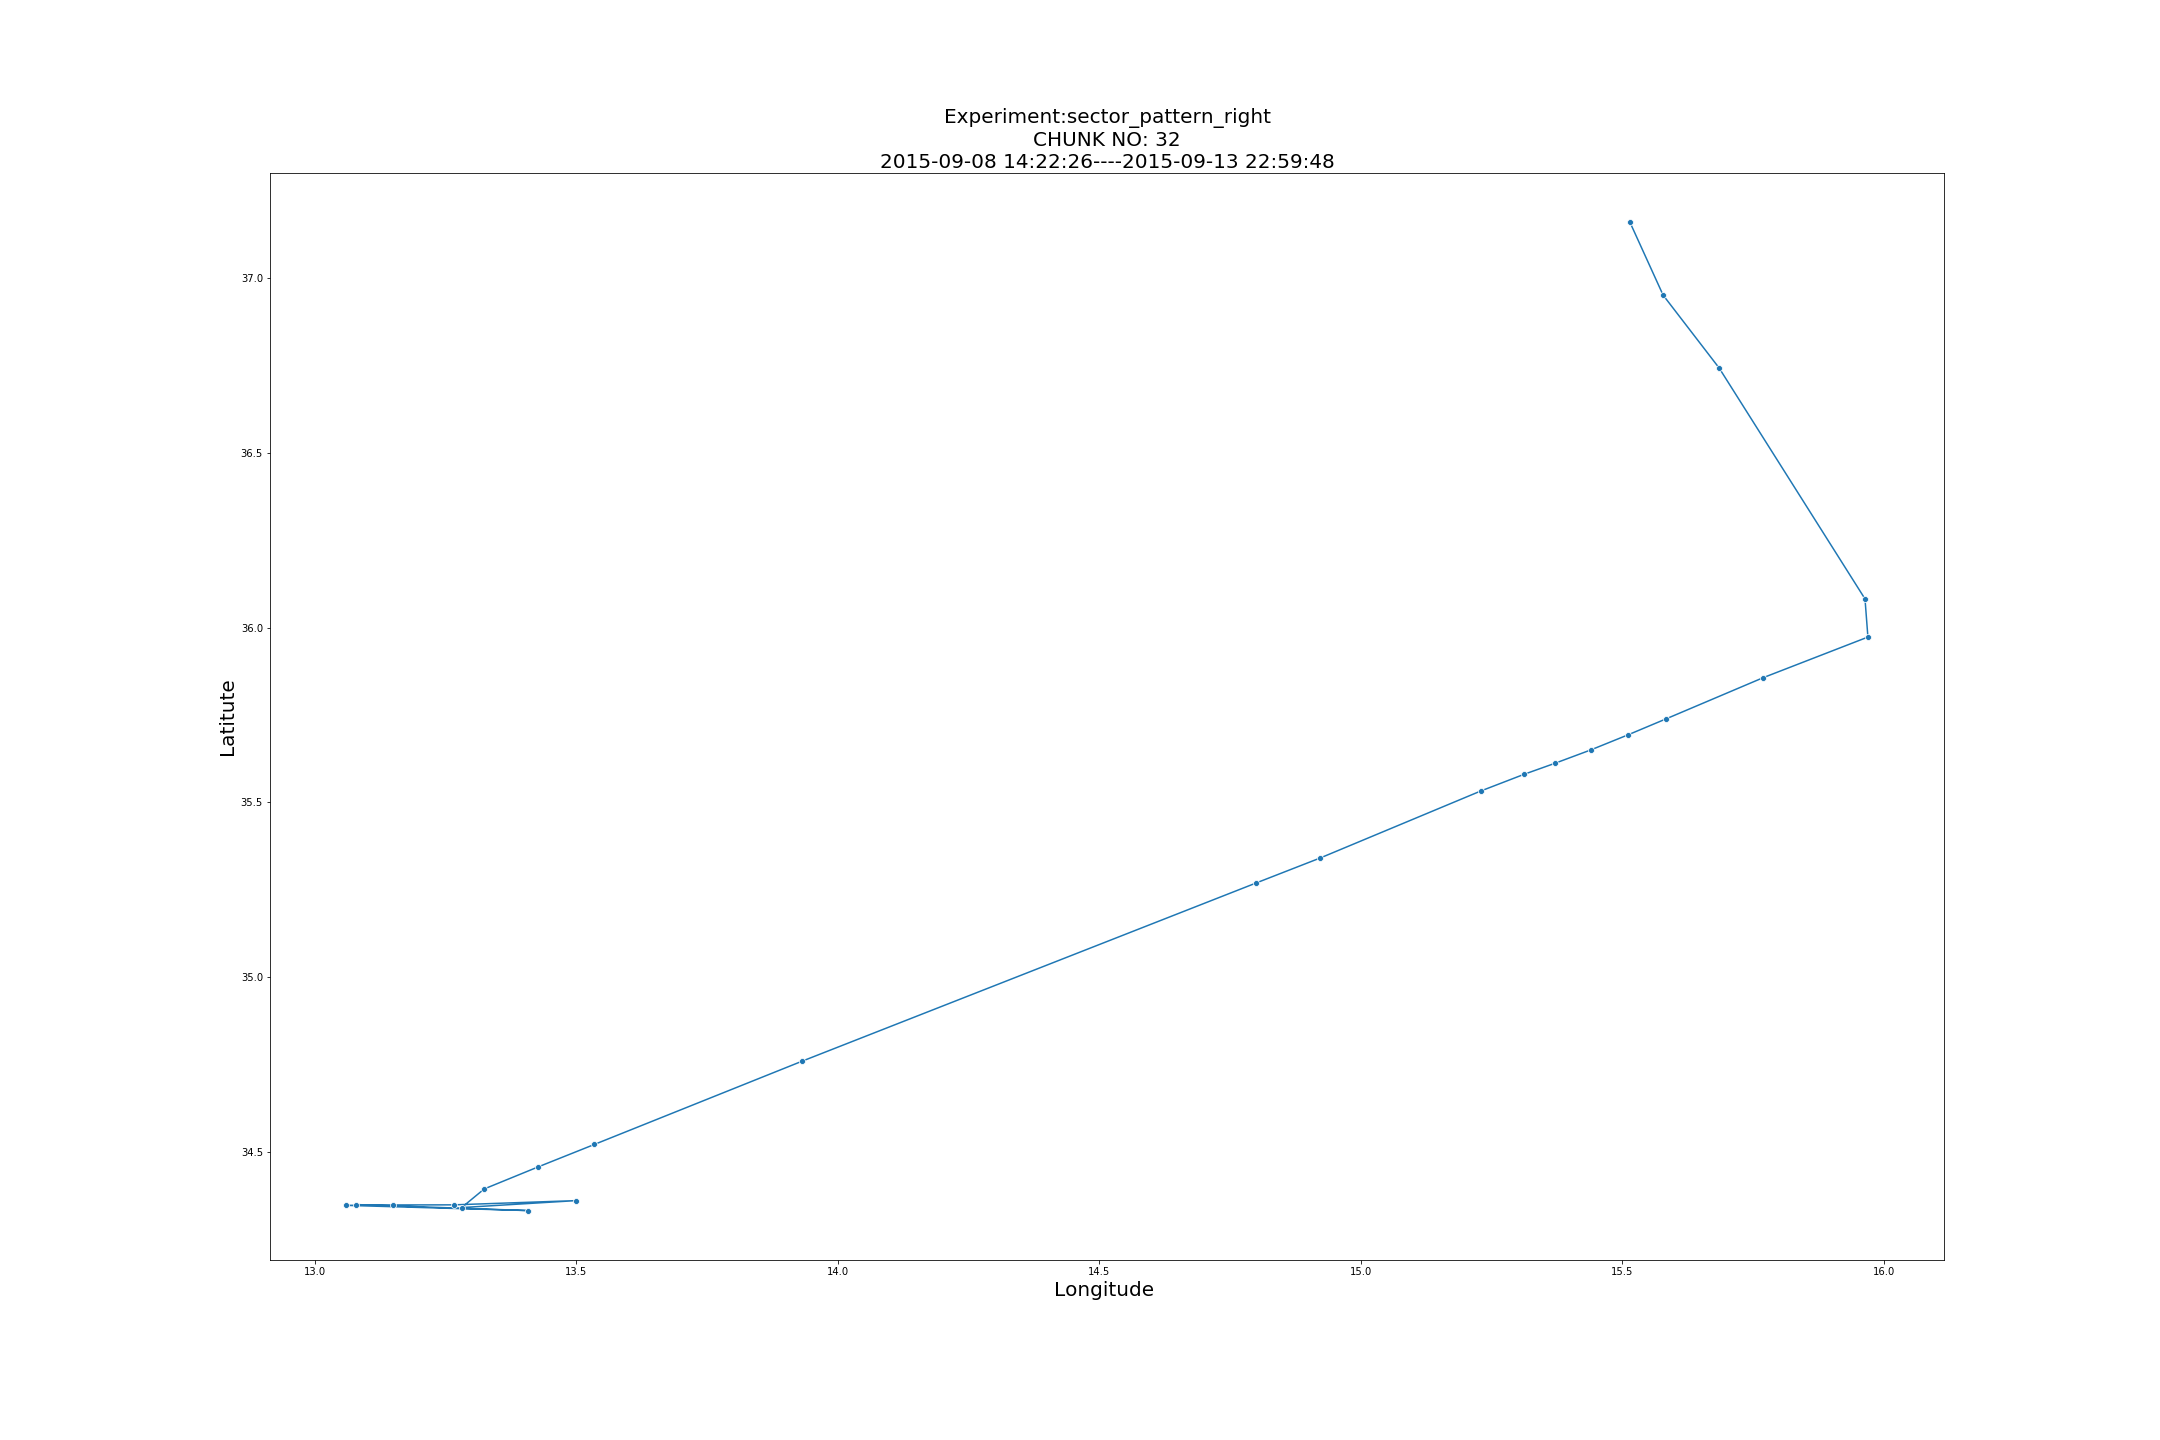 Experiment:sector_pattern_right
CHUNK NO: 32
2015-09-08 14:22:26----2015-09-13 22:59:48
37.0
36.5
36.0
35.5
35.0
34.5
Latitute
13.0 13.5 14.0 14.5 15.0 15.5 16.0
Longitude